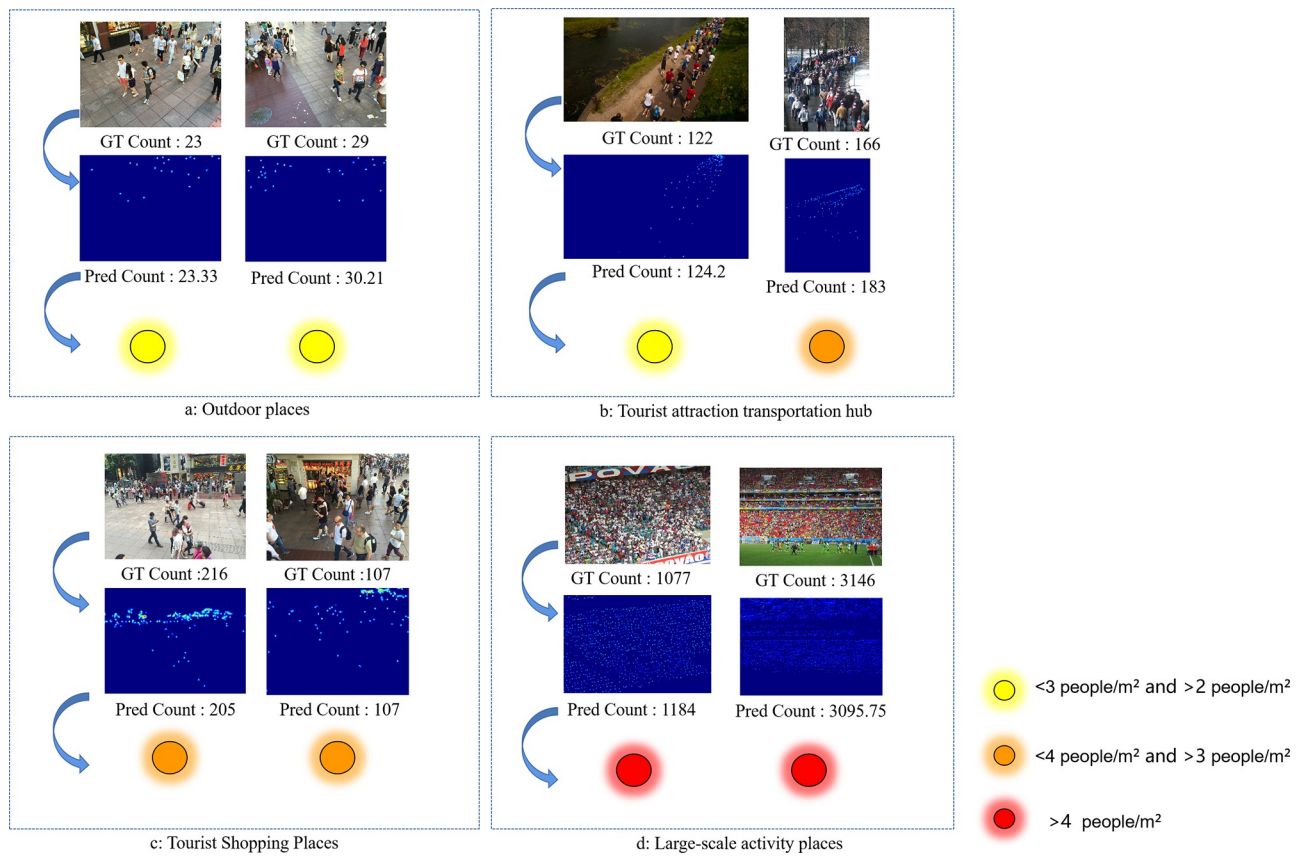 GT Count : 23
GT Count : 29
Pred Count : 23.33
Pred Count : 30.21
a: Outdoor places
GT Count : 122
GT Count : 166
Pred Count : 124.2
Pred Count : 183
b: Tourist attraction transportation hub
GT Count :216
GT Count :107
Pred Count : 205
Pred Count : 107
c: Tourist Shopping Places
POVAO
GT Count : 1077
GT Count : 3146
Pred Count : 1184
Pred Count : 3095.75
d: Large-scale activity places
<3 people/m² and >2 people/m²
<4 people/m² and >3 people/m²
>4 people/m²